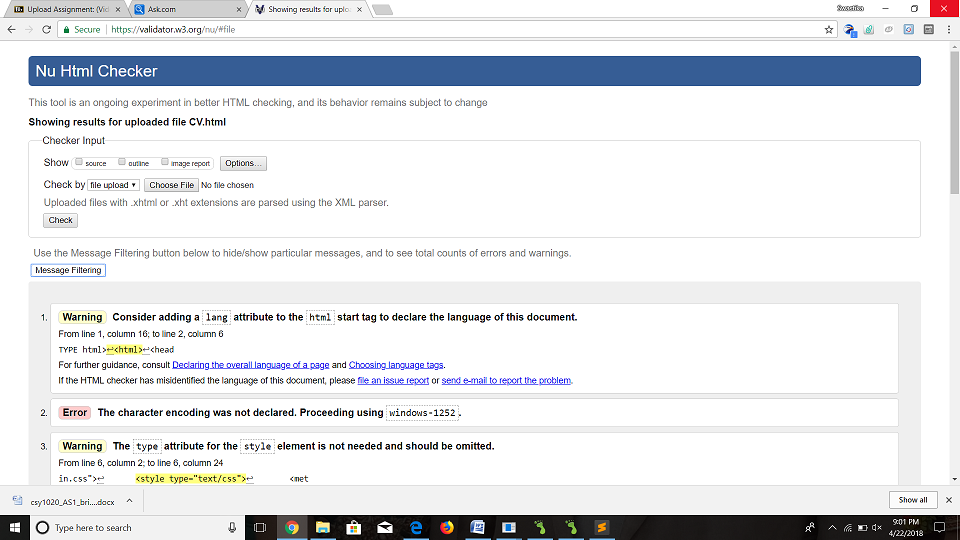 Upload Assignment: (Vid
Ask.com
Showing results for uplo
Swastika
Secure
https://validator.w3.org/nu/#file
Nu Html Checker
This tool is an ongoing experiment in better HTML checking, and its behavior remains subject to change
Showing results for uploaded file CV.html
Checker Input
Show source outline image report Options...
Check by file upload Choose File No file chosen
Uploaded files with .xhtml or .xht extensions are parsed using the XML parser.
Check
Use the Message Filtering button below to hide/show particular messages, and to see total counts of errors and warnings.
Message Filtering
1. Warning Consider adding a lang attribute to the html start tag to declare the language of this document.
From line 1, column 16; to line 2, column 6
TYPE html>↩<html>↩<head
For further guidance, consult Declaring the overall language of a page and Choosing language tags.
If the HTML checker has misidentified the language of this document, please file an issue report or send e-mail to report the problem.
2. Error The character encoding was not declared. Proceeding using windows-1252.
3. Warning The type attribute for the style element is not needed and should be omitted.
From line 6, column 2; to line 6, column 24
in.css">↩ <style type="text/css">↩ <met
csy1020_AS1_bri....docx
Show all
Type here to search
9:01 PM
4/22/2018